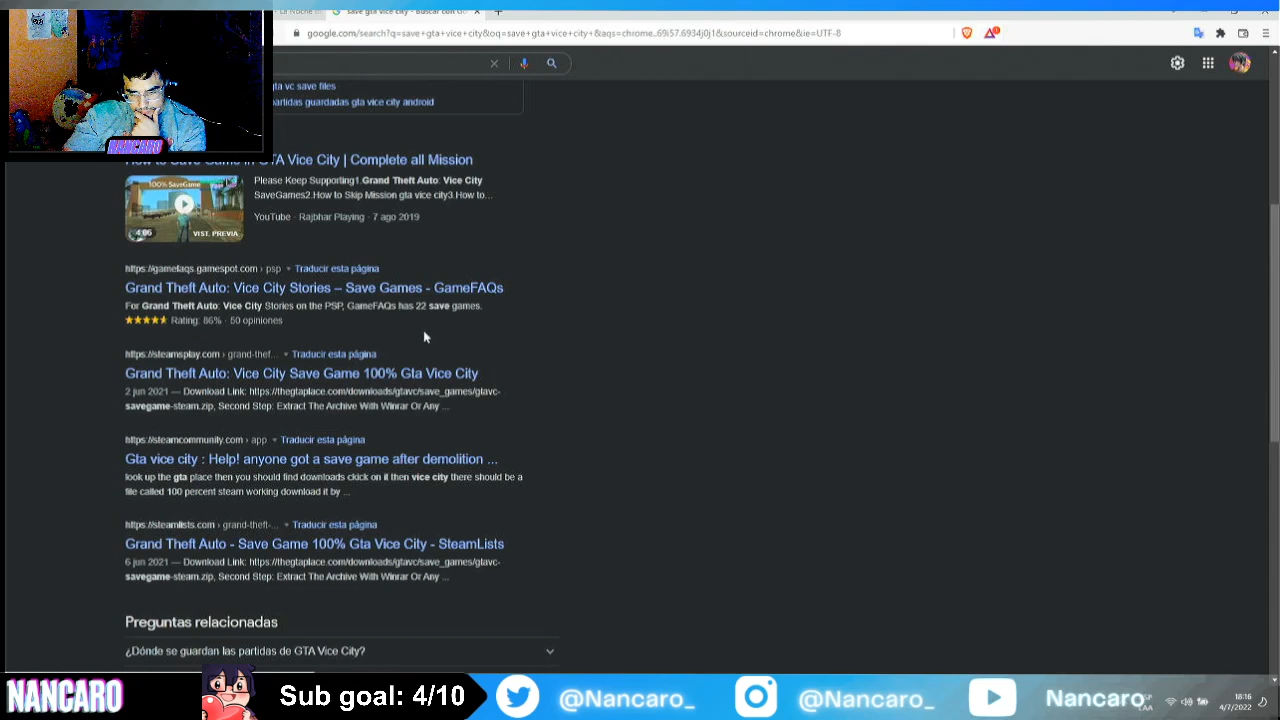 save gta vice city - Buscar con Go
google.com/search?q=save+gta+vice+city&oq=save+gta+vice+city+&aqs=chrome..69i57.6934j0j1&sourceid=chrome&ie=UTF-8
gta vc save files
partidas guardadas gta vice city android
NANCARO
How to Save Game in GTA Vice City | Complete all Mission
100% SaveGame
4:06
VIST. PREVIA
Please Keep Supporting1.Grand Theft Auto: Vice City
SaveGames2.How to Skip Mission gta vice city3.How to...
YouTube · Rajbhar Playing · 7 ago 2019
https://gamefaqs.gamespot.com › psp Traducir esta página
Grand Theft Auto: Vice City Stories – Save Games - GameFAQs
For Grand Theft Auto: Vice City Stories on the PSP, GameFAQs has 22 save games.
Rating: 86% · 50 opiniones
https://steamsplay.com › grand-thef... Traducir esta página
Grand Theft Auto: Vice City Save Game 100% Gta Vice City
2 jun 2021 — Download Link: https://thegtaplace.com/downloads/gtavc/save_games/gtavc-
savegame-steam.zip, Second Step: Extract The Archive With Winrar Or Any ...
https://steamcommunity.com › app Traducir esta página
Gta vice city : Help! anyone got a save game after demolition ...
look up the gta place then you should find downloads ckick on it then vice city there should be a
file called 100 percent steam working download it by ...
https://steamlists.com › grand-theft-... Traducir esta página
Grand Theft Auto - Save Game 100% Gta Vice City - SteamLists
6 jun 2021 — Download Link: https://thegtaplace.com/downloads/gtavc/save_games/gtavc-
savegame-steam.zip, Second Step: Extract The Archive With Winrar Or Any ...
Preguntas relacionadas
¿Dónde se guardan las partidas de GTA Vice City?
NANCARO
Sub goal: 4/10
@Nancaro_
@Nancaro_
Nancaro
18:16
4/7/2022